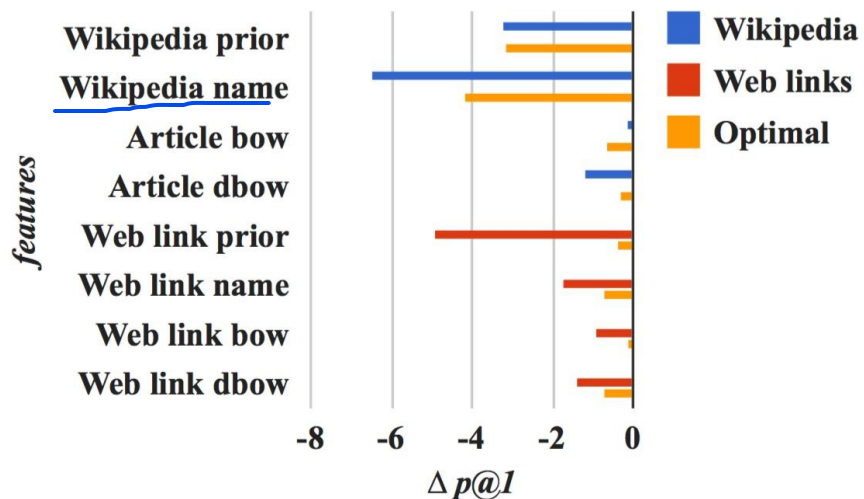 Wikipedia prior
Wikipedia name
Article bow
Article dbow
Web link prior
Web link name
Web link bow
Web link dbow
features
-8 -6 -4 -2 0
Δ p@1
Wikipedia
Web links
Optimal